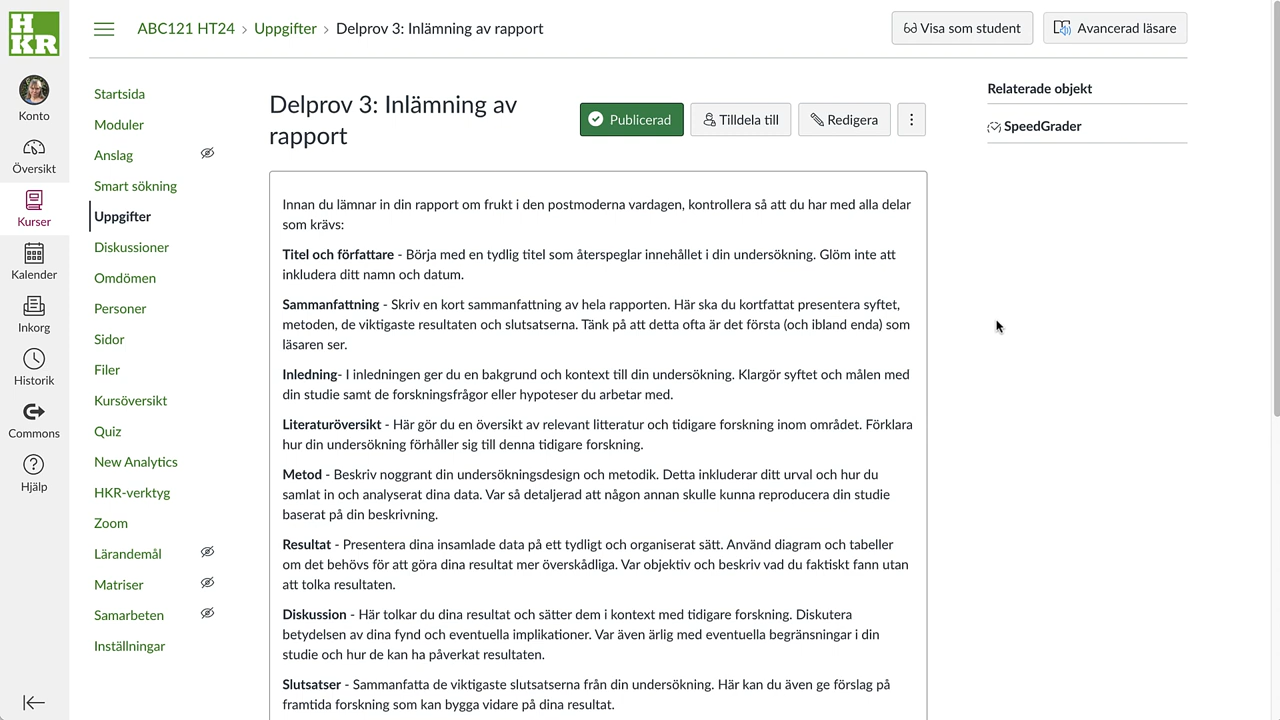 HKR
ABC121 HT24 › Uppgifter › Delprov 3: Inlämning av rapport
Visa som student
Avancerad läsare
Konto
Översikt
Kurser
Kalender
Inkorg
Historik
Commons
Hjälp
Startsida
Moduler
Anslag
Smart sökning
Uppgifter
Diskussioner
Omdömen
Personer
Sidor
Filer
Kursöversikt
Quiz
New Analytics
HKR-verktyg
Zoom
Lärandemål
Matriser
Samarbeten
Inställningar
Delprov 3: Inlämning av
rapport
Publicerad
Tilldela till
Redigera
Innan du lämnar in din rapport om frukt i den postmoderna vardagen, kontrollera så att du har med alla delar
som krävs:
Titel och författare - Börja med en tydlig titel som återspeglar innehållet i din undersökning. Glöm inte att
inkludera ditt namn och datum.
Sammanfattning - Skriv en kort sammanfattning av hela rapporten. Här ska du kortfattat presentera syftet,
metoden, de viktigaste resultaten och slutsatserna. Tänk på att detta ofta är det första (och ibland enda) som
läsaren ser.
Inledning- I inledningen ger du en bakgrund och kontext till din undersökning. Klargör syftet och målen med
din studie samt de forskningsfrågor eller hypoteser du arbetar med.
Literaturöversikt - Här gör du en översikt av relevant litteratur och tidigare forskning inom området. Förklara
hur din undersökning förhåller sig till denna tidigare forskning.
Metod - Beskriv noggrant din undersökningsdesign och metodik. Detta inkluderar ditt urval och hur du
samlat in och analyserat dina data. Var så detaljerad att någon annan skulle kunna reproducera din studie
baserat på din beskrivning.
Resultat - Presentera dina insamlade data på ett tydligt och organiserat sätt. Använd diagram och tabeller
om det behövs för att göra dina resultat mer överskådliga. Var objektiv och beskriv vad du faktiskt fann utan
att tolka resultaten.
Diskussion - Här tolkar du dina resultat och sätter dem i kontext med tidigare forskning. Diskutera
betydelsen av dina fynd och eventuella implikationer. Var även ärlig med eventuella begränsningar i din
studie och hur de kan ha påverkat resultaten.
Slutsatser - Sammanfatta de viktigaste slutsatserna från din undersökning. Här kan du även ge förslag på
framtida forskning som kan bygga vidare på dina resultat.
Relaterade objekt
SpeedGrader